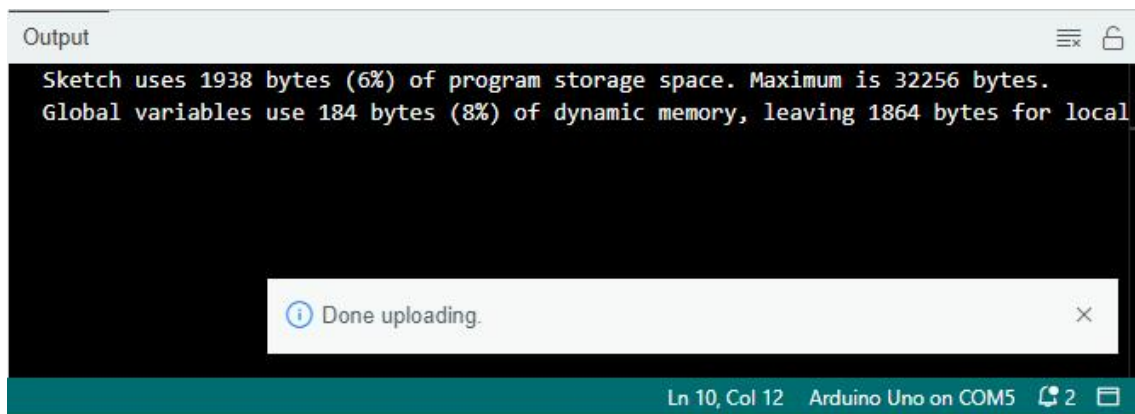 Output
Sketch uses 1938 bytes (6%) of program storage space. Maximum is 32256 bytes.
Global variables use 184 bytes (8%) of dynamic memory, leaving 1864 bytes for local
Done uploading.
Ln 10, Col 12 Arduino Uno on COM5 2